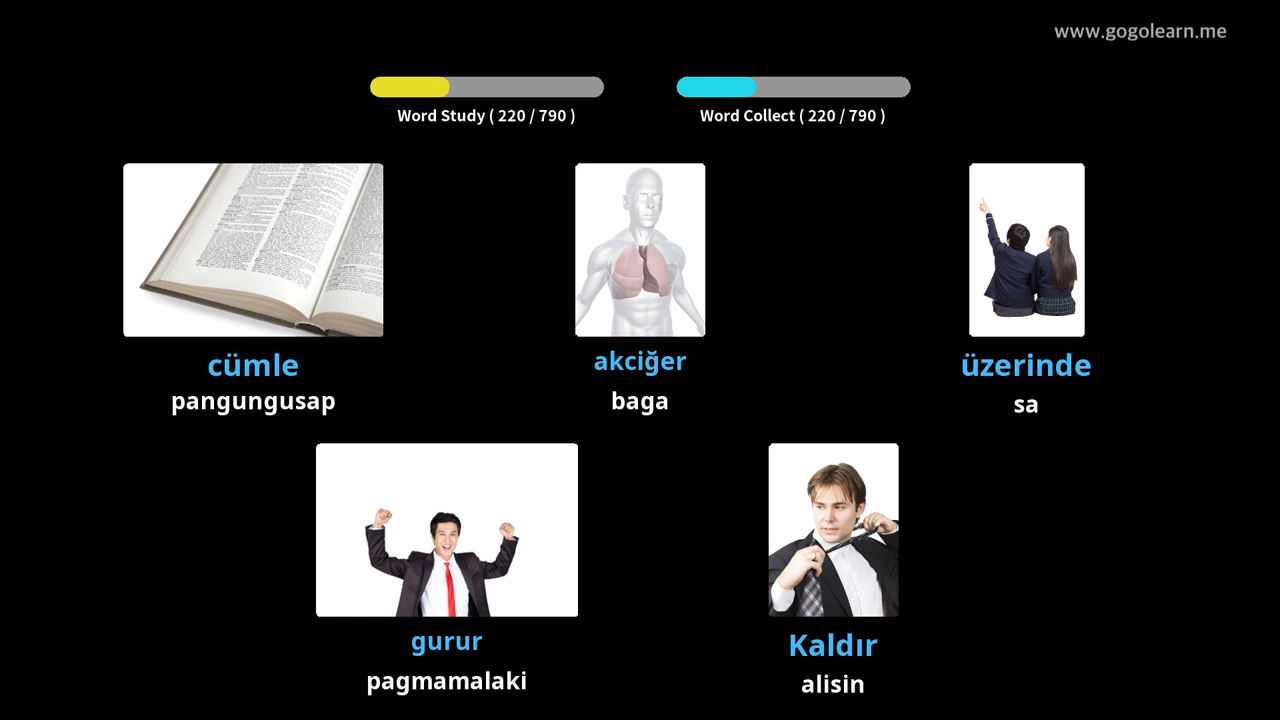 www.gogolearn.me
Word Study ( 220 / 790 )
Word Collect ( 220 / 790 )
cümle
pangungusap
akciğer
baga
üzerinde
sa
gurur
pagmamalaki
Kaldır
alisin